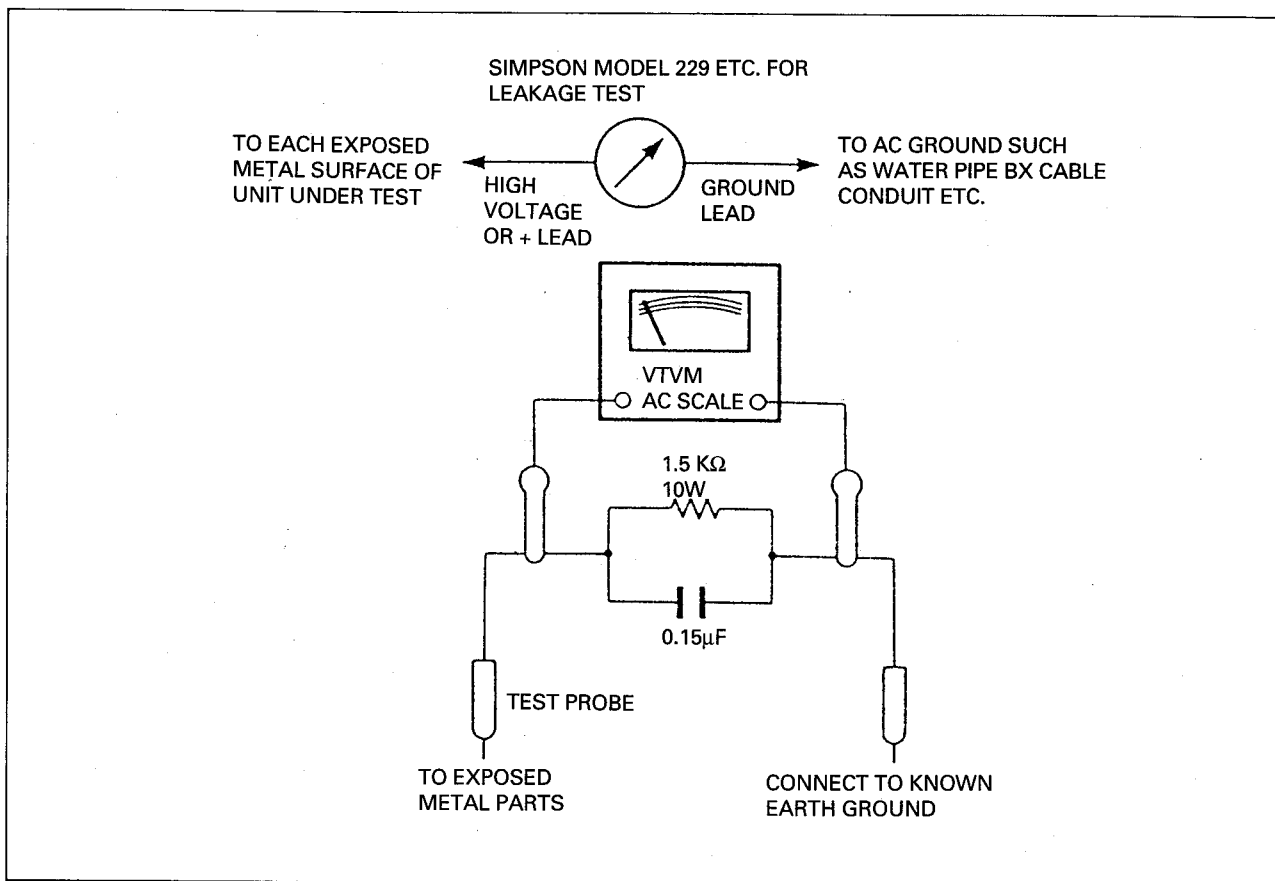 SIMPSON MODEL 229 ETC. FOR
LEAKAGE TEST
TO EACH EXPOSED
METAL SURFACE OF
UNIT UNDER TEST
HIGH
VOLTAGE
OR + LEAD
GROUND
LEAD
TO AC GROUND SUCH
AS WATER PIPE BX CABLE
CONDUIT ETC.
VTVM
AC SCALE
1.5 KΩ
10W
0.15μF
TEST PROBE
TO EXPOSED
METAL PARTS
CONNECT TO KNOWN
EARTH GROUND